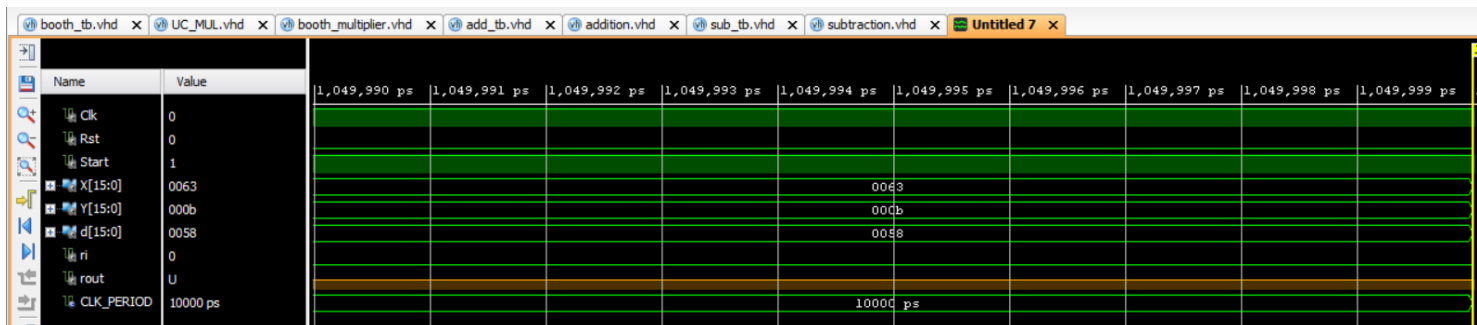 booth_tb.vhd UC_MUL.vhd booth_multiplier.vhd add_tb.vhd addition.vhd sub_tb.vhd subtraction.vhd Untitled 7
Name Value
1,049,990 ps 1,049,991 ps 1,049,992 ps 1,049,993 ps 1,049,994 ps 1,049,995 ps 1,049,996 ps 1,049,997 ps 1,049,998 ps 1,049,999 ps
Clk 0
Rst 0
Start 1
X[15:0] 0063 0063
Y[15:0] 000b 000b
d[15:0] 0058 0058
ri 0
rout U
CLK_PERIOD 10000 ps 10000 ps